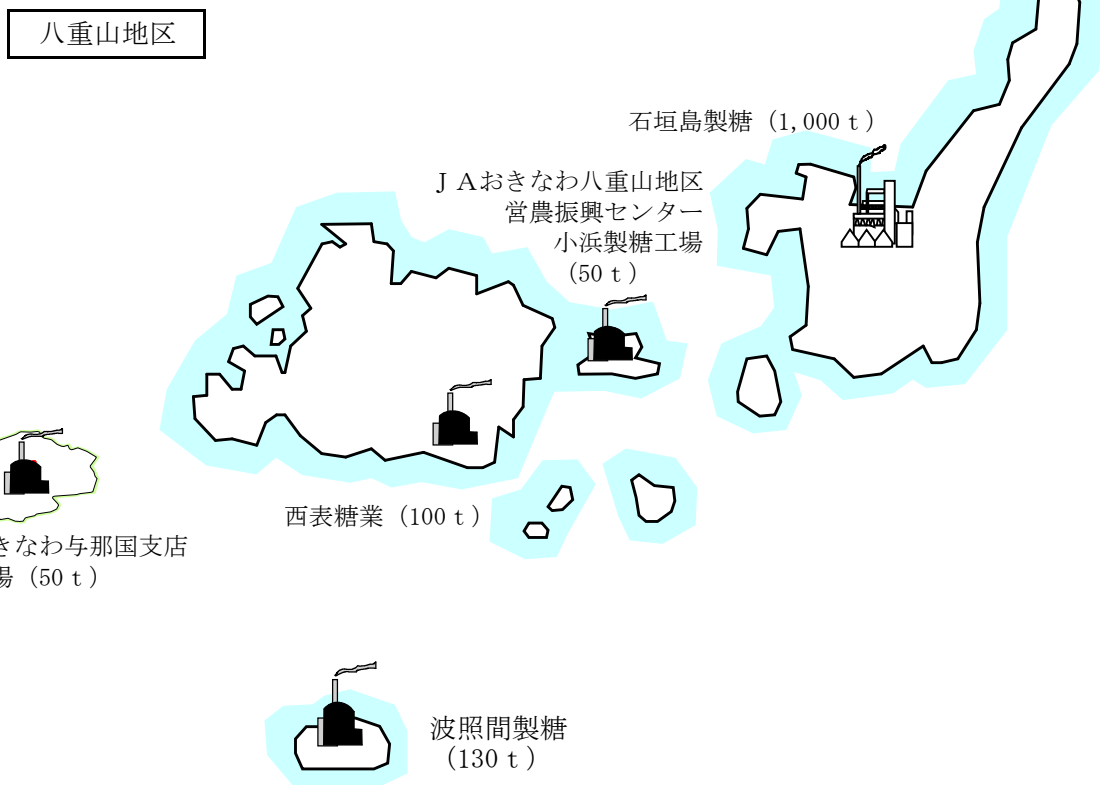 八重山地区
石垣島製糖（1,000ｔ）
ＪＡおきなわ八重山地区
営農振興センター
小浜製糖工場
（50ｔ）
西表糖業（100ｔ）
きなわ与那国支店
場（50ｔ）
波照間製糖
（130ｔ）